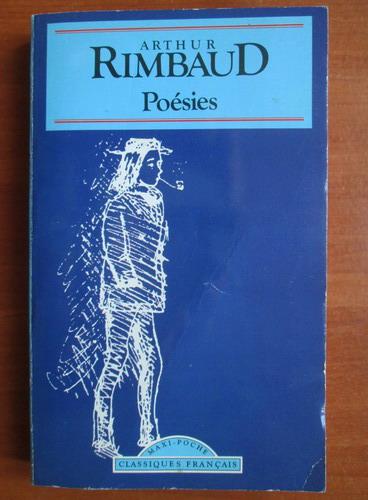 ARTHUR
RIMBAUD
Poésies
MAXI-POCHE
CLASSIQUES FRANÇAIS